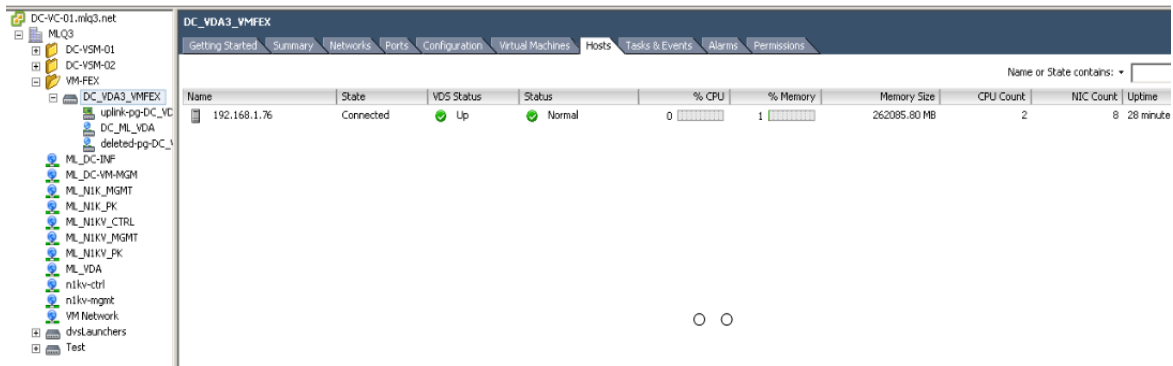 DC-VC-01.mlq3.net
MLQ3
DC-VSM-01
DC-VSM-02
VM-FEX
DC_VDA3_VMFEX
uplink-pg-DC_VD
DC_ML_VDA
deleted-pg-DC_V
ML_DC-INF
ML_DC-VM-MGM
ML_N1K_MGMT
ML_N1K_PK
ML_N1KV_CTRL
ML_N1KV_MGMT
ML_N1KV_PK
ML_VDA
n1kv-ctrl
n1kv-mgmt
VM Network
dvsLaunchers
Test
DC_VDA3_VMFEX
Getting Started Summary Networks Ports Configuration Virtual Machines Hosts Tasks & Events Alarms Permissions
Name or State contains:
Name State VDS Status Status % CPU % Memory Memory Size CPU Count NIC Count Uptime
192.168.1.76 Connected Up Normal 0 1 262085.80 MB 2 8 28 minute